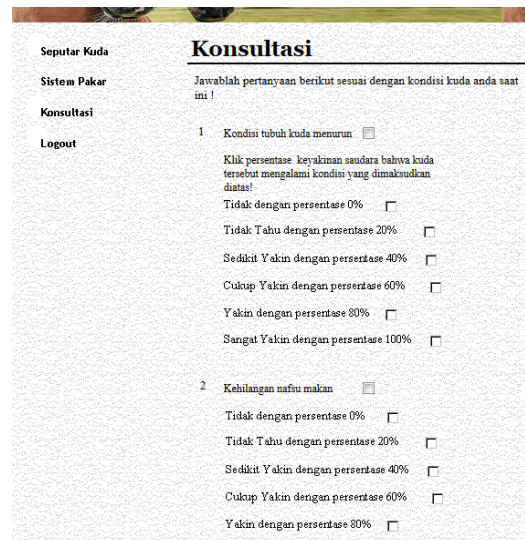 Seputar Kuda
Sistem Pakar
Konsultasi
Logout
Konsultasi
Jawablah pertanyaan berikut sesuai dengan kondisi kuda anda saat
ini !
1 Kondisi tubuh kuda menurun
Klik persentase keyakinan saudara bahwa kuda
tersebut mengalami kondisi yang dimaksudkan
diatas!
Tidak dengan persentase 0%
Tidak Tahu dengan persentase 20%
Sedikit Yakin dengan persentase 40%
Cukup Yakin dengan persentase 60%
Yakin dengan persentase 80%
Sangat Yakin dengan persentase 100%
2 Kehilangan nafsu makan
Tidak dengan persentase 0%
Tidak Tahu dengan persentase 20%
Sedikit Yakin dengan persentase 40%
Cukup Yakin dengan persentase 60%
Yakin dengan persentase 80%